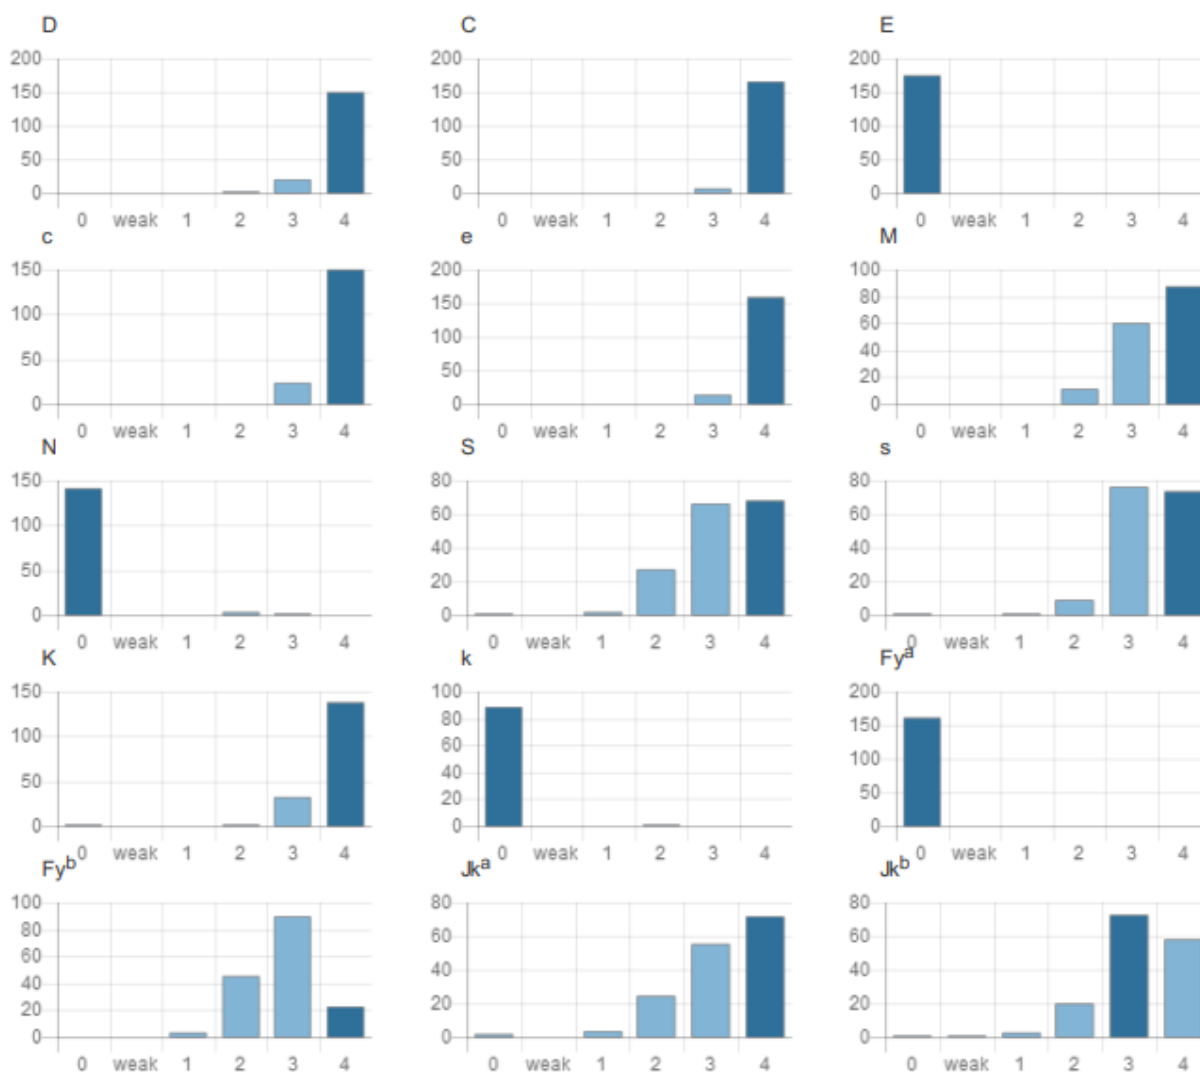 D C E
200 200 200
150 150 150
100 100 100
50 50 50
0 0 0
0 weak 1 2 3 4 0 weak 1 2 3 4 0 weak 1 2 3 4
c e M
150 200 100
100 150 80
50 100 60
0 50 40
0 20
0
0 weak 1 2 3 4 0 weak 1 2 3 4 0 weak 1 2 3 4
N S s
150 80 80
100 60 60
50 40 40
0 20 20
0 0
0 weak 1 2 3 4 0 weak 1 2 3 4 0 weak 1 2 3 4
K k Fyª
150 100 200
100 80 150
50 60 100
0 40 50
20 0
0
0 weak 1 2 3 4 0 weak 1 2 3 4 0 weak 1 2 3 4
Fyᵇ Jkª Jkᵇ
100 80 80
80 60 60
60 40 40
40 20 20
20 0 0
0
0 weak 1 2 3 4 0 weak 1 2 3 4 0 weak 1 2 3 4